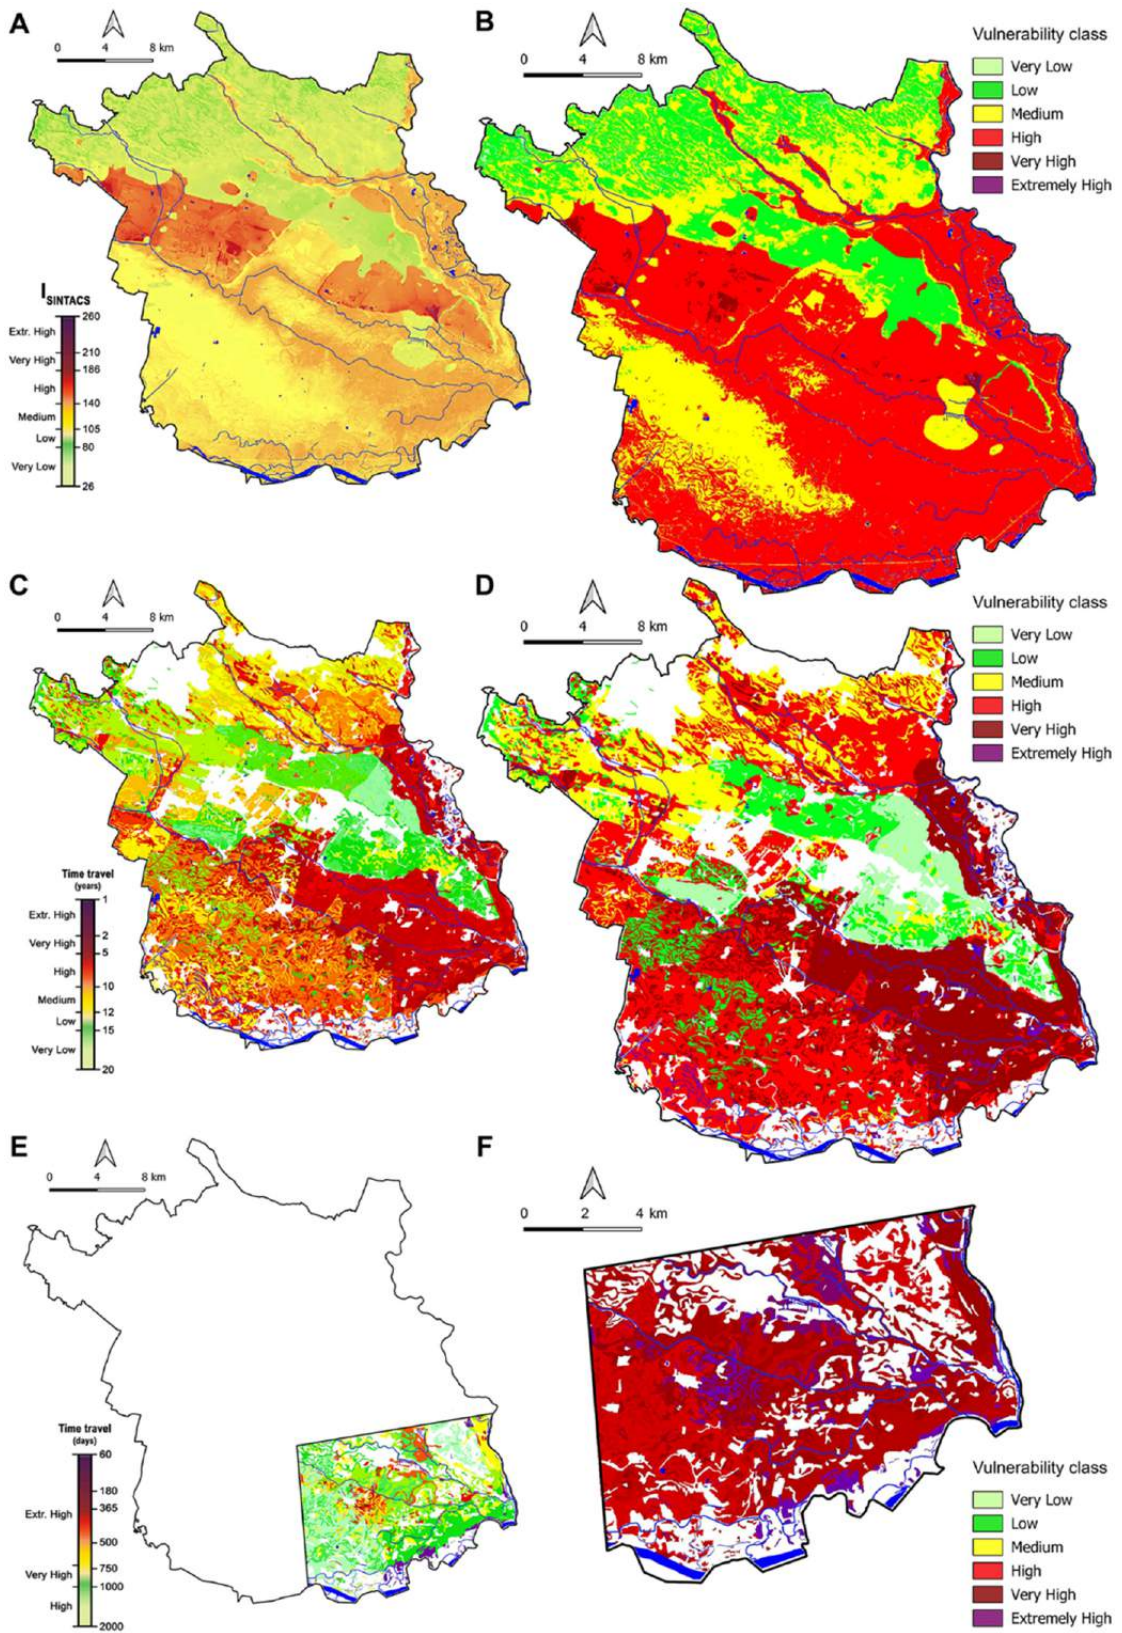 A
0 4 8 km
I SINTACS
260
Extr. High
210
Very High
186
High
140
Medium
105
Low
80
Very Low
26
B
0 4 8 km
Vulnerability class
Very Low
Low
Medium
High
Very High
Extremely High
C
0 4 8 km
Time travel
(years)
1
Extr. High
2
Very High
5
High
10
Medium
12
Low
15
Very Low
20
D
0 4 8 km
Vulnerability class
Very Low
Low
Medium
High
Very High
Extremely High
E
0 4 8 km
Time travel
(days)
60
180
365
Extr. High
500
750
Very High
1000
High
2000
F
0 2 4 km
Vulnerability class
Very Low
Low
Medium
High
Very High
Extremely High